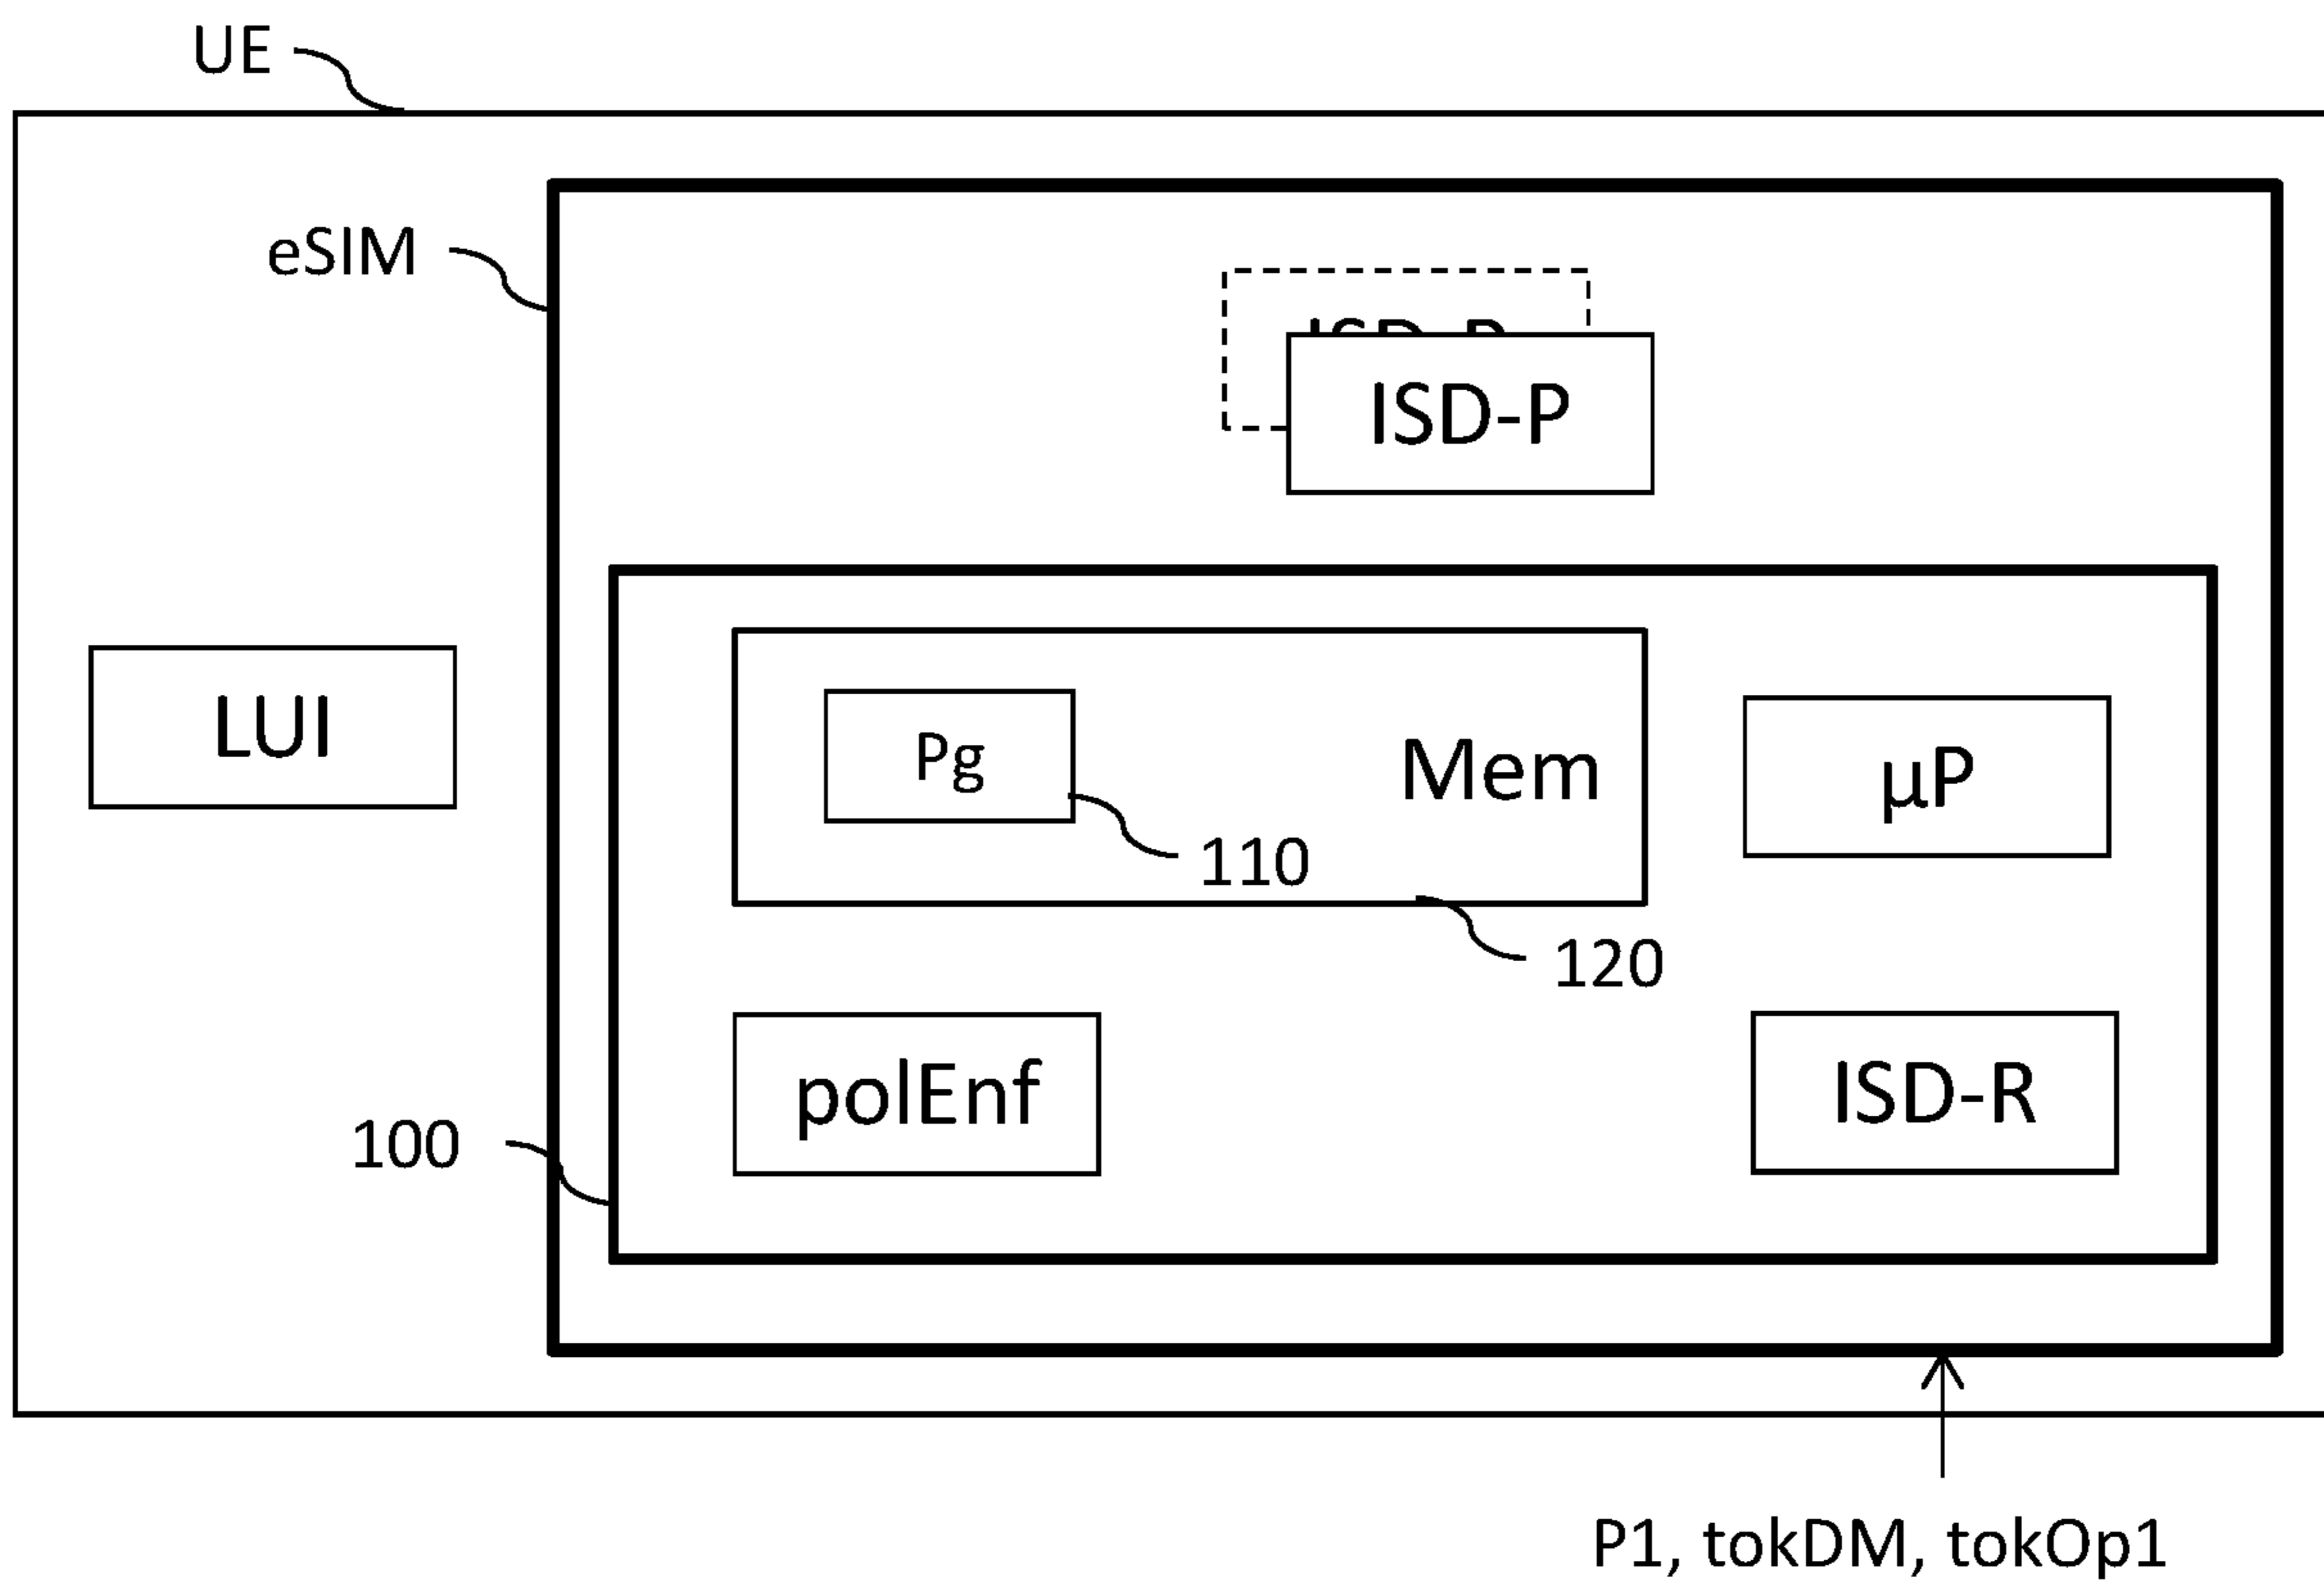 UE
eSIM
ISD-P
LUI
Pg
Mem
µP
110
120
polEnf
ISD-R
100
P1, tokDM, tokOp1